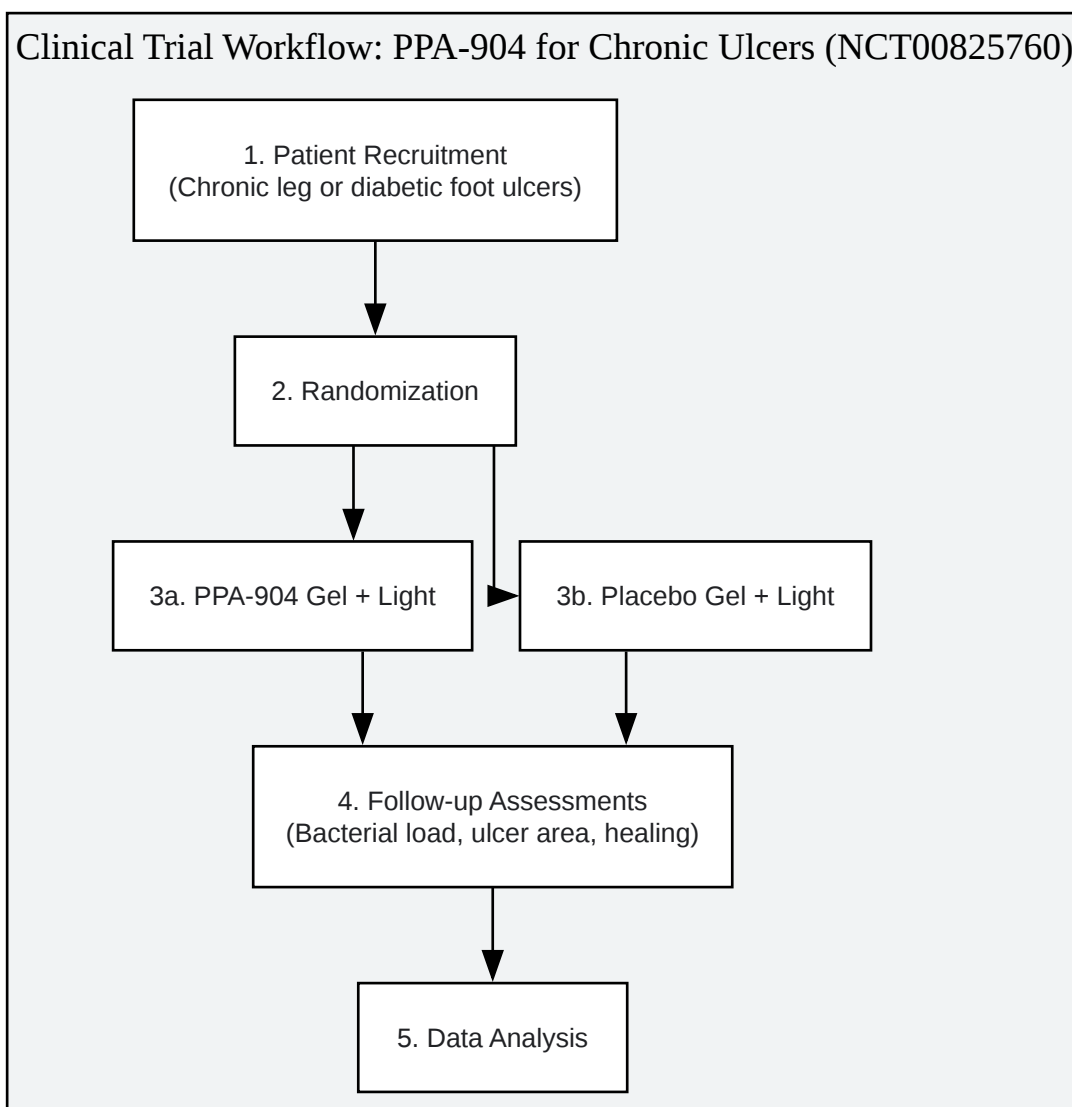 Clinical Trial Workflow: PPA-904 for Chronic Ulcers (NCT00825760)
1. Patient Recruitment
(Chronic leg or diabetic foot ulcers)
2. Randomization
3a. PPA-904 Gel + Light
3b. Placebo Gel + Light
4. Follow-up Assessments
(Bacterial load, ulcer area, healing)
5. Data Analysis